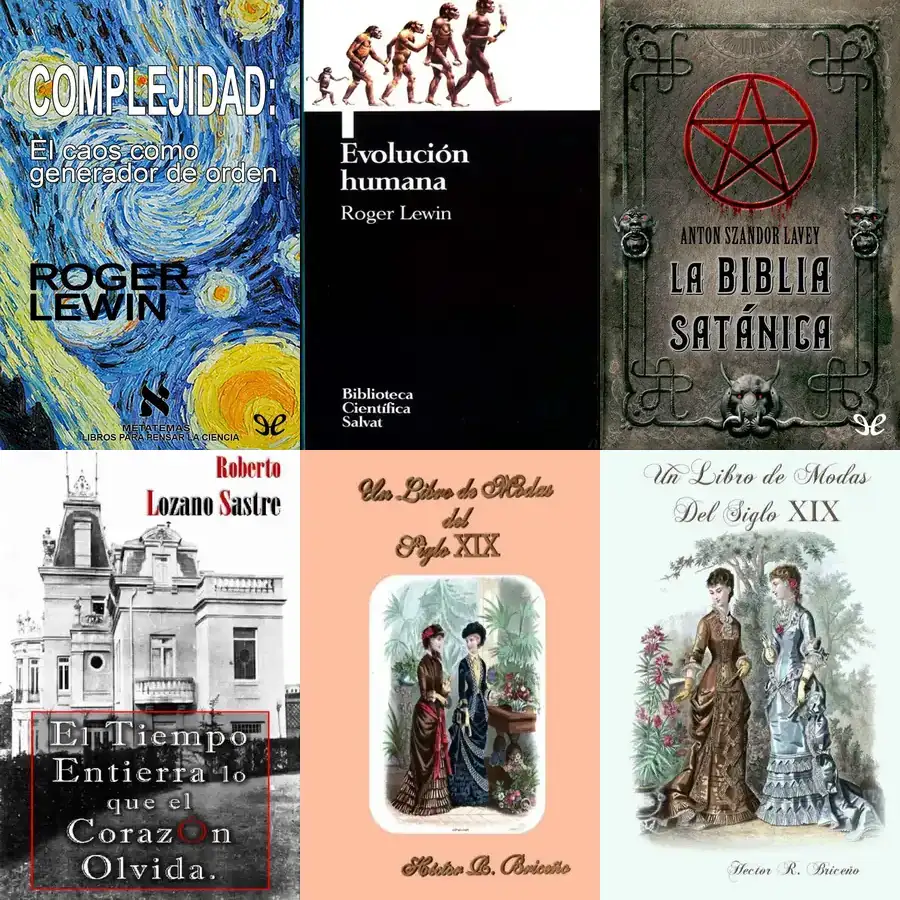 COMPLEJIDAD:
El caos como
generador de orden
ROGER
LEWIN
METATEMAS
LIBROS PARA PENSAR LA CIENCIA
Evolución
humana
Roger Lewin
Biblioteca
Científica
Salvat
ANTON SZANDOR LAVEY
LA BIBLIA
SATÁNICA
Roberto
Lozano Sastre
El Tiempo
Entierra lo
que el
Corazón
Olvida.
Un Libro de Modas
del
Siglo XIX
Héctor R. Briceño
Un Libro de Modas
Del Siglo XIX
Hector R. Briceño